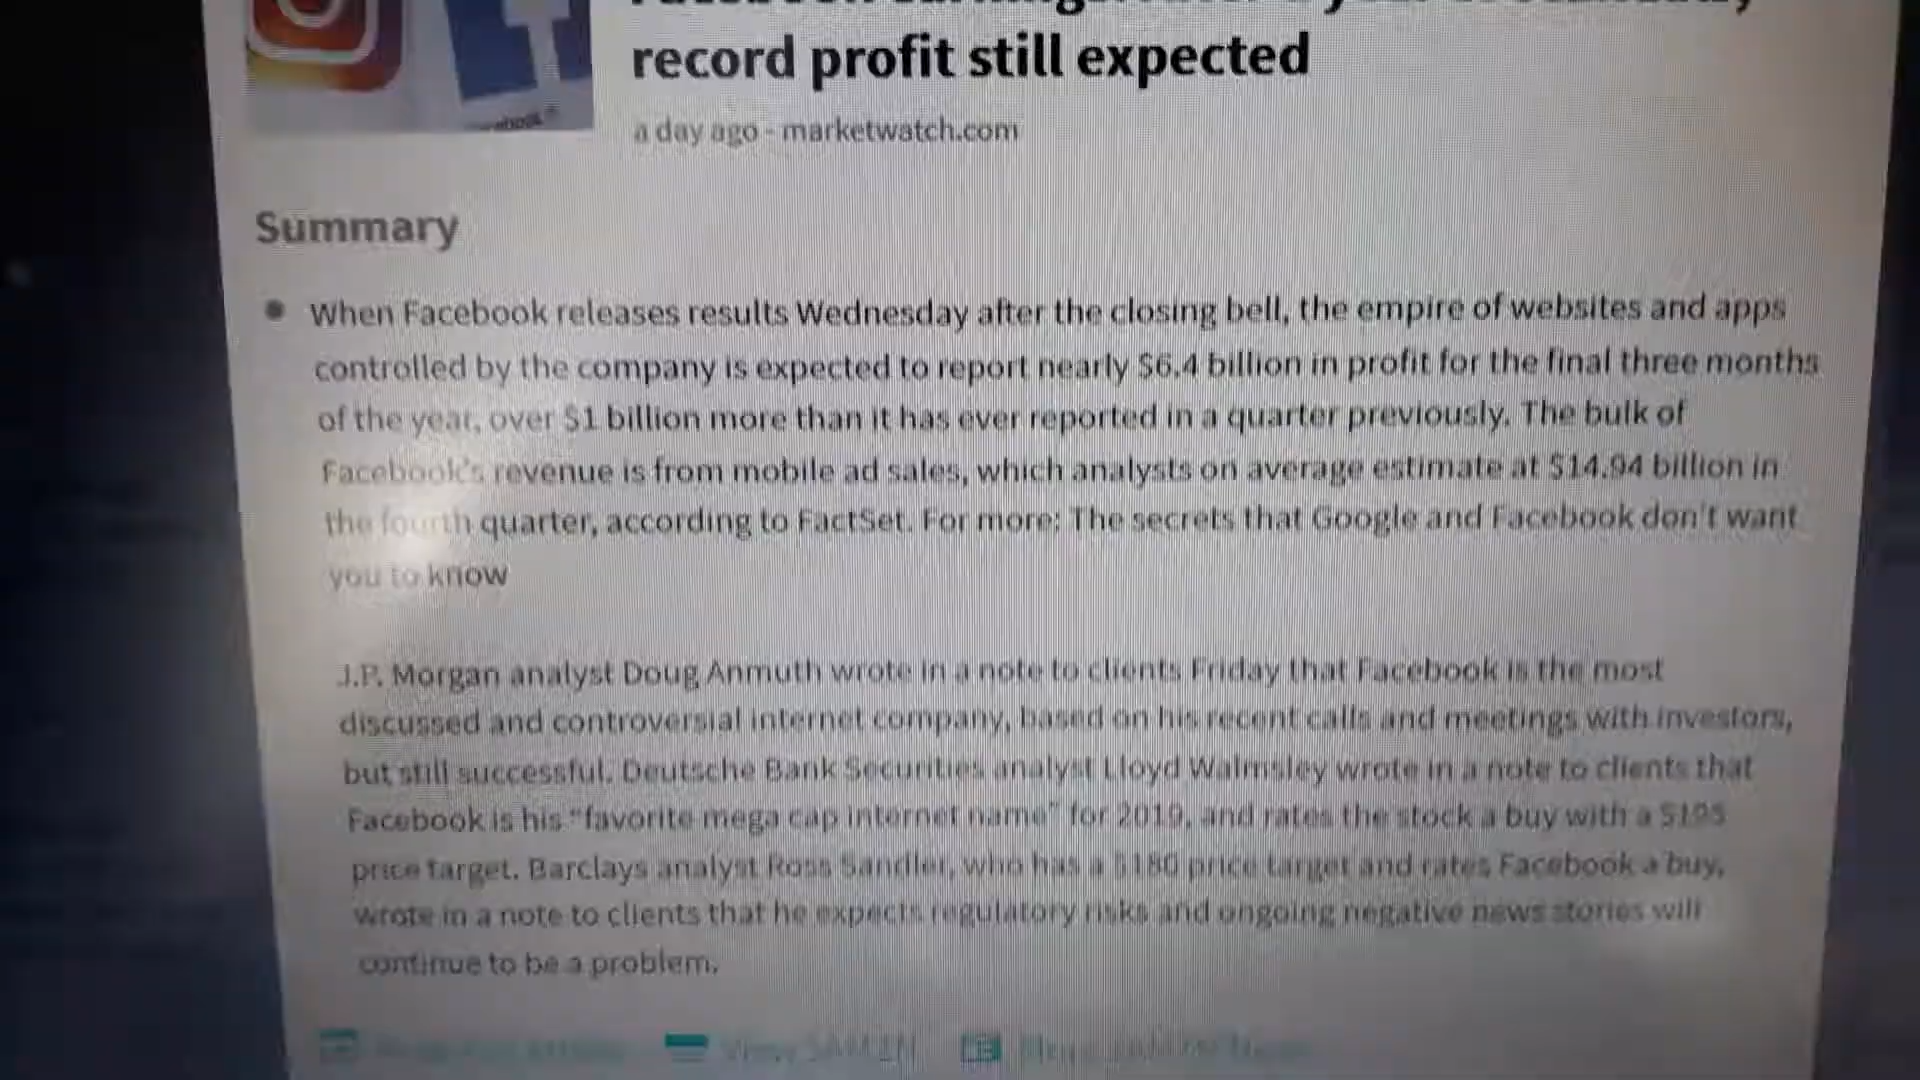 record profit still expected
a day ago - marketwatch.com
Summary
When Facebook releases results Wednesday after the closing bell, the empire of websites and apps
controlled by the company is expected to report nearly $6.4 billion in profit for the final three months
of the year, over $1 billion more than it has ever reported in a quarter previously. The bulk of
Facebook's revenue is from mobile ad sales, which analysts on average estimate at $14.94 billion in
the fourth quarter, according to FactSet. For more: The secrets that Google and Facebook don't want
you to know
J.P. Morgan analyst Doug Anmuth wrote in a note to clients Friday that Facebook is the most
discussed and controversial internet company, based on his recent calls and meetings with investors,
but still successful. Deutsche Bank Securities analyst Lloyd Walmsley wrote in a note to clients that
Facebook is his "favorite mega cap internet name" for 2019, and rates the stock a buy with a $195
price target. Barclays analyst Ross Sandler, who has a $180 price target and rates Facebook a buy,
wrote in a note to clients that he expects regulatory risks and ongoing negative news stories will
continue to be a problem.